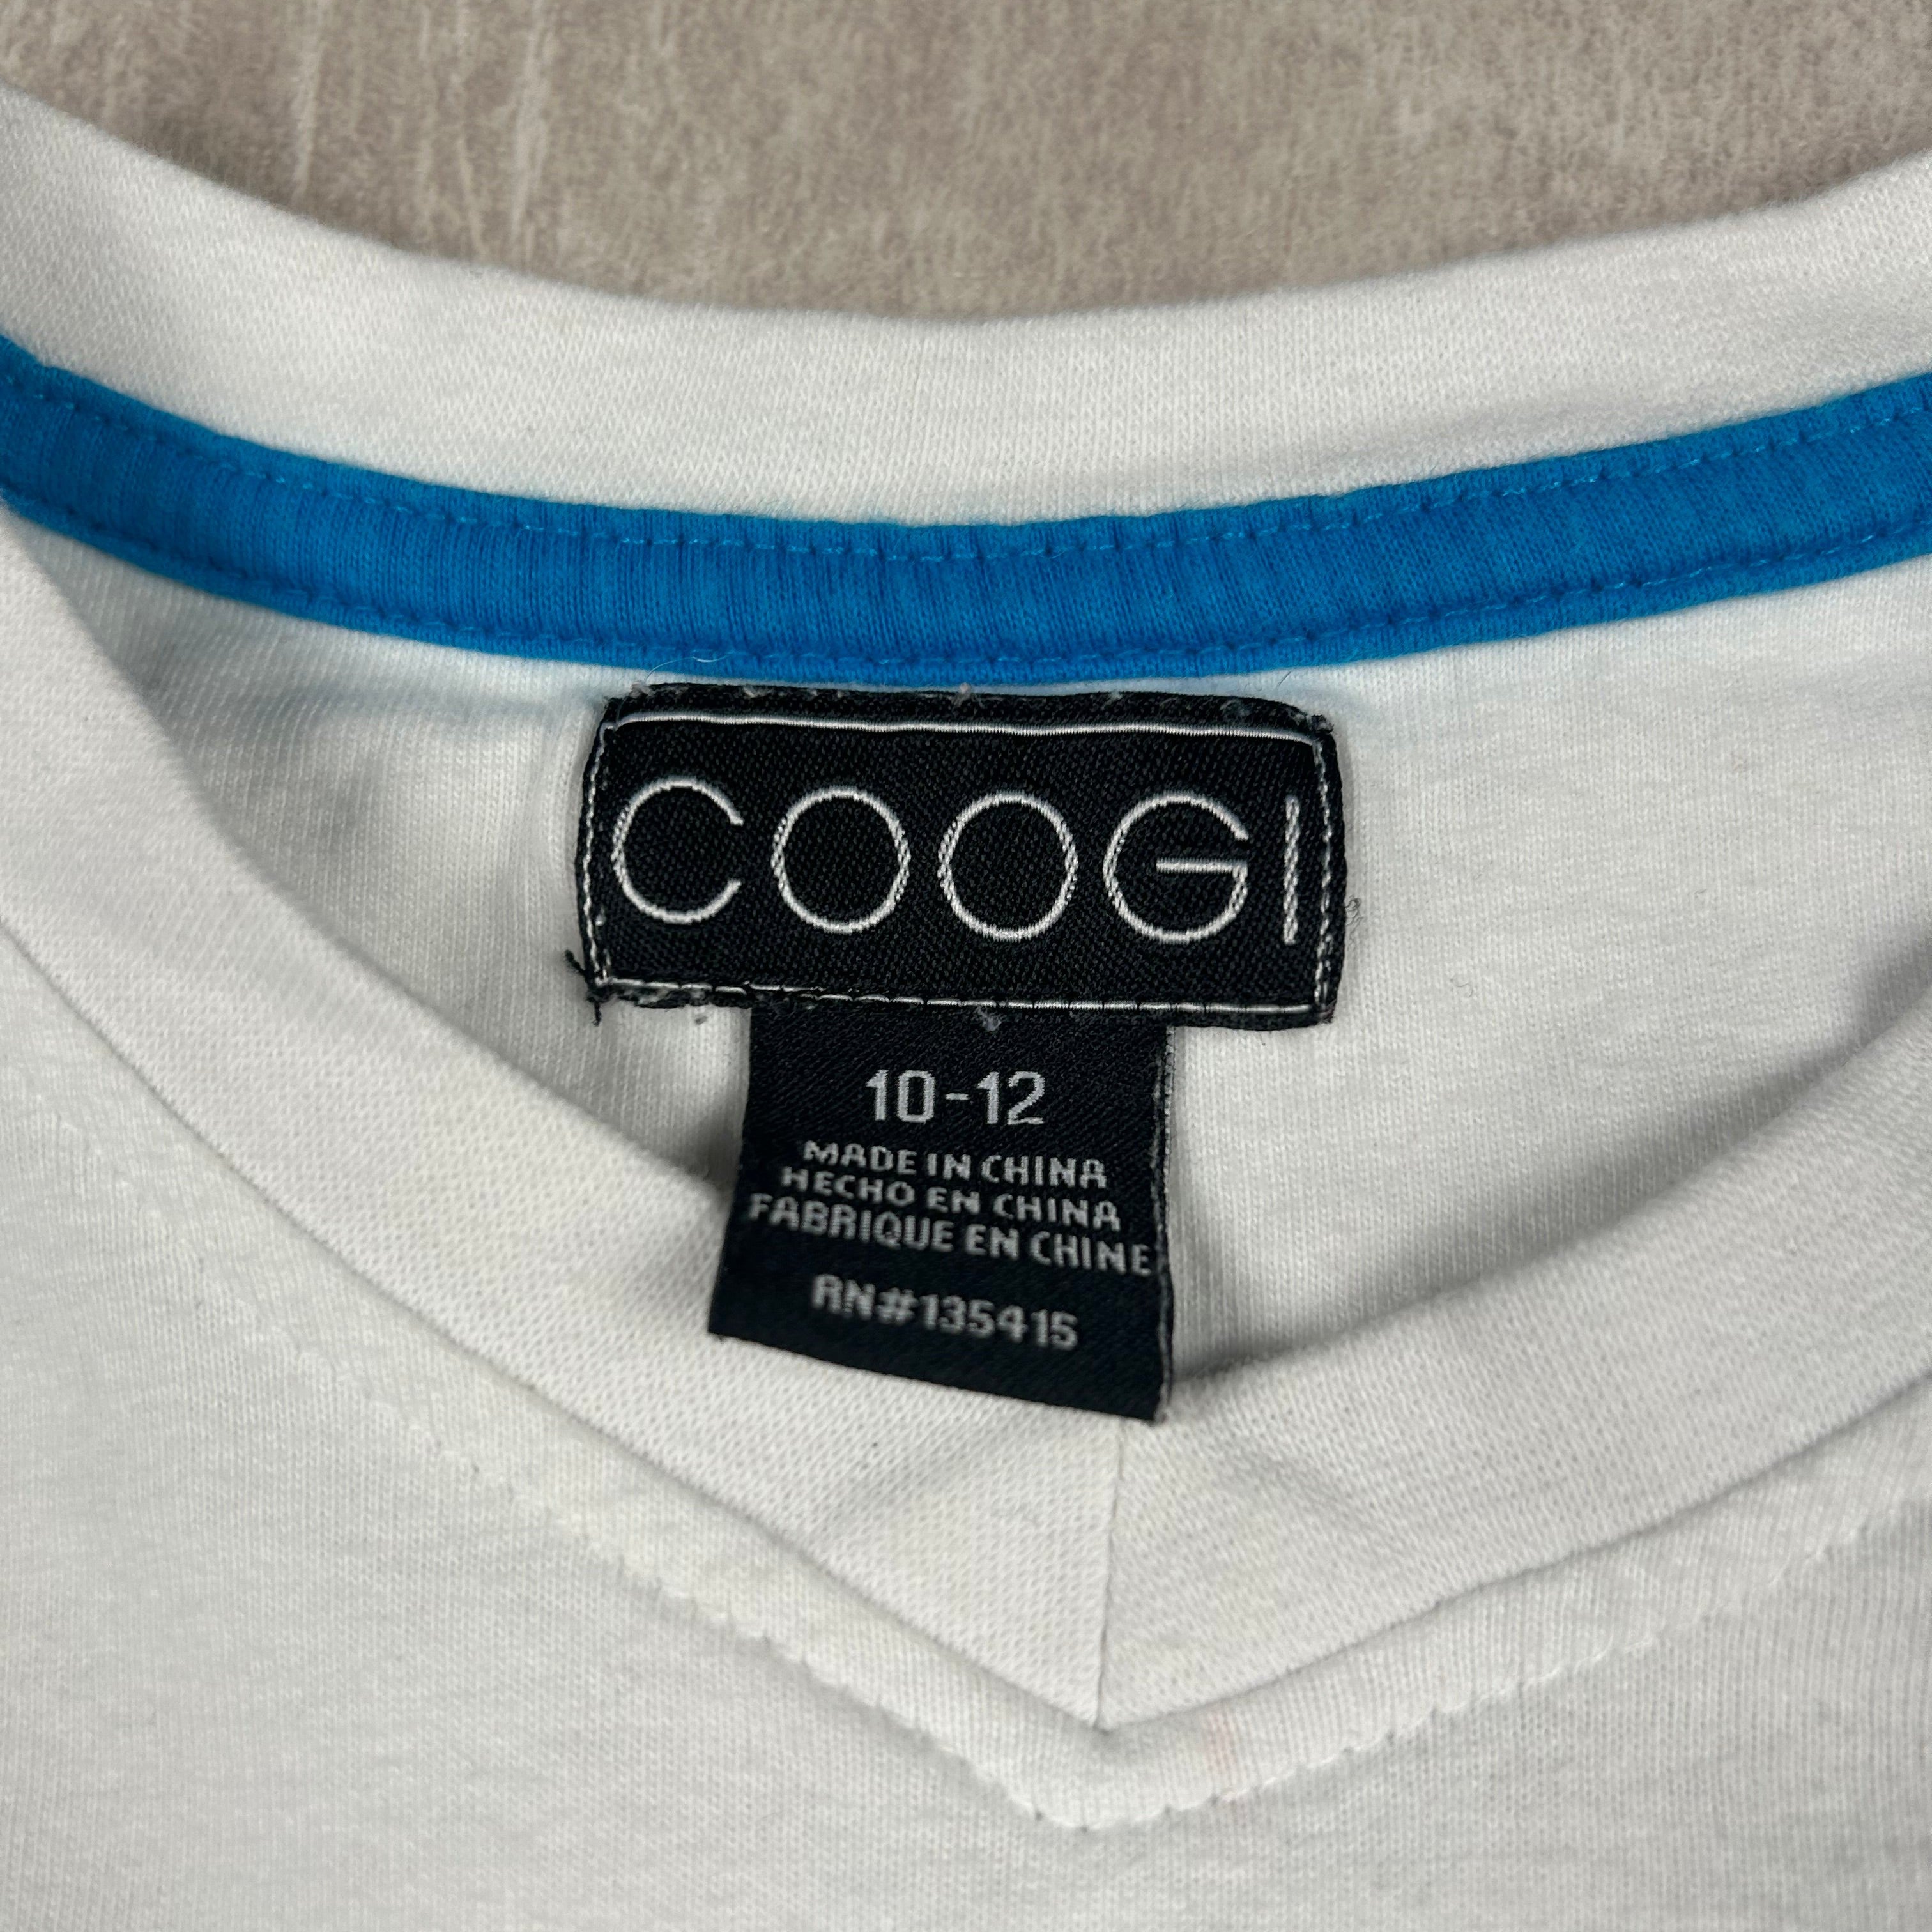 COOGI
10-12
MADE IN CHINA
HECHO EN CHINA
FABRIQUE EN CHINE
RN#135415